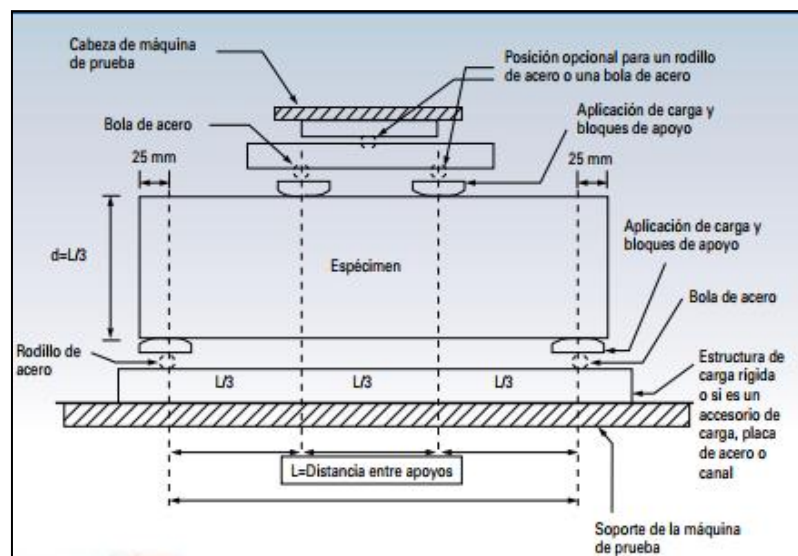 Cabeza de máquina
de prueba
Posición opcional para un rodillo
de acero o una bola de acero
Bola de acero
Aplicación de carga y
bloques de apoyo
25 mm
25 mm
d=L/3
Espécimen
Aplicación de carga y
bloques de apoyo
Bola de acero
Rodillo de
acero
L/3
L/3
L/3
Estructura de
carga rígida
o si es un
accesorio de
carga, placa
de acero o
canal
L=Distancia entre apoyos
Soporte de la máquina
de prueba